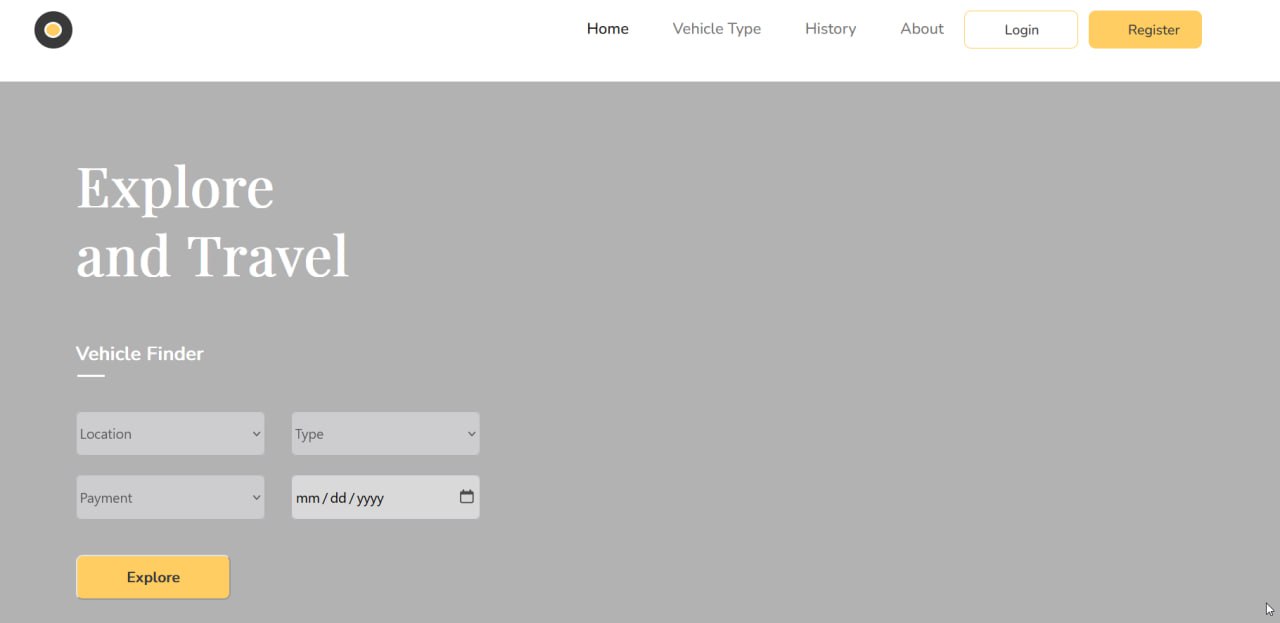 Home Vehicle Type History About Login Register
Explore
and Travel
Vehicle Finder
Location Type
Payment mm/dd/yyyy
Explore